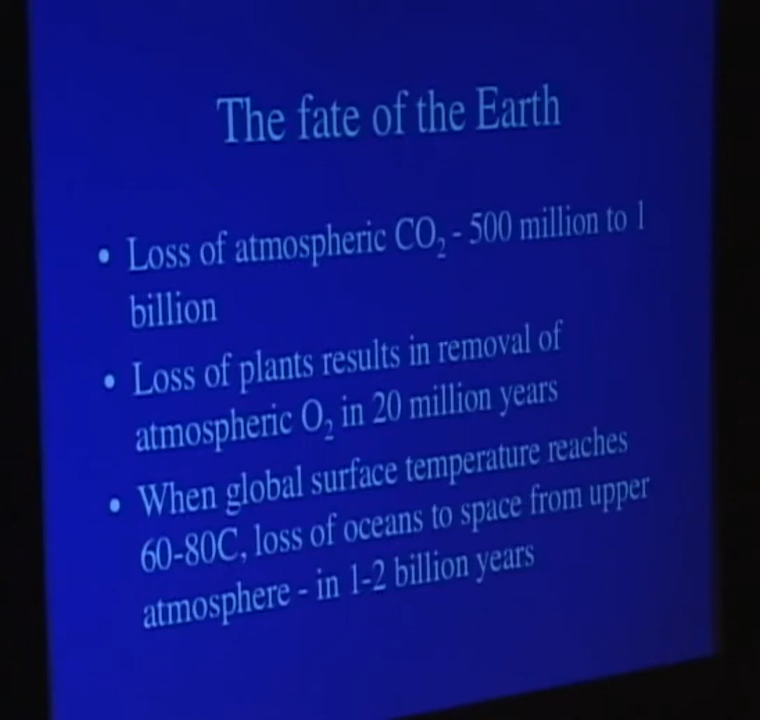 The fate of the Earth
• Loss of atmospheric CO₂ - 500 million to 1
billion
• Loss of plants results in removal of
atmospheric O₂ in 20 million years
• When global surface temperature reaches
60-80C, loss of oceans to space from upper
atmosphere - in 1-2 billion years